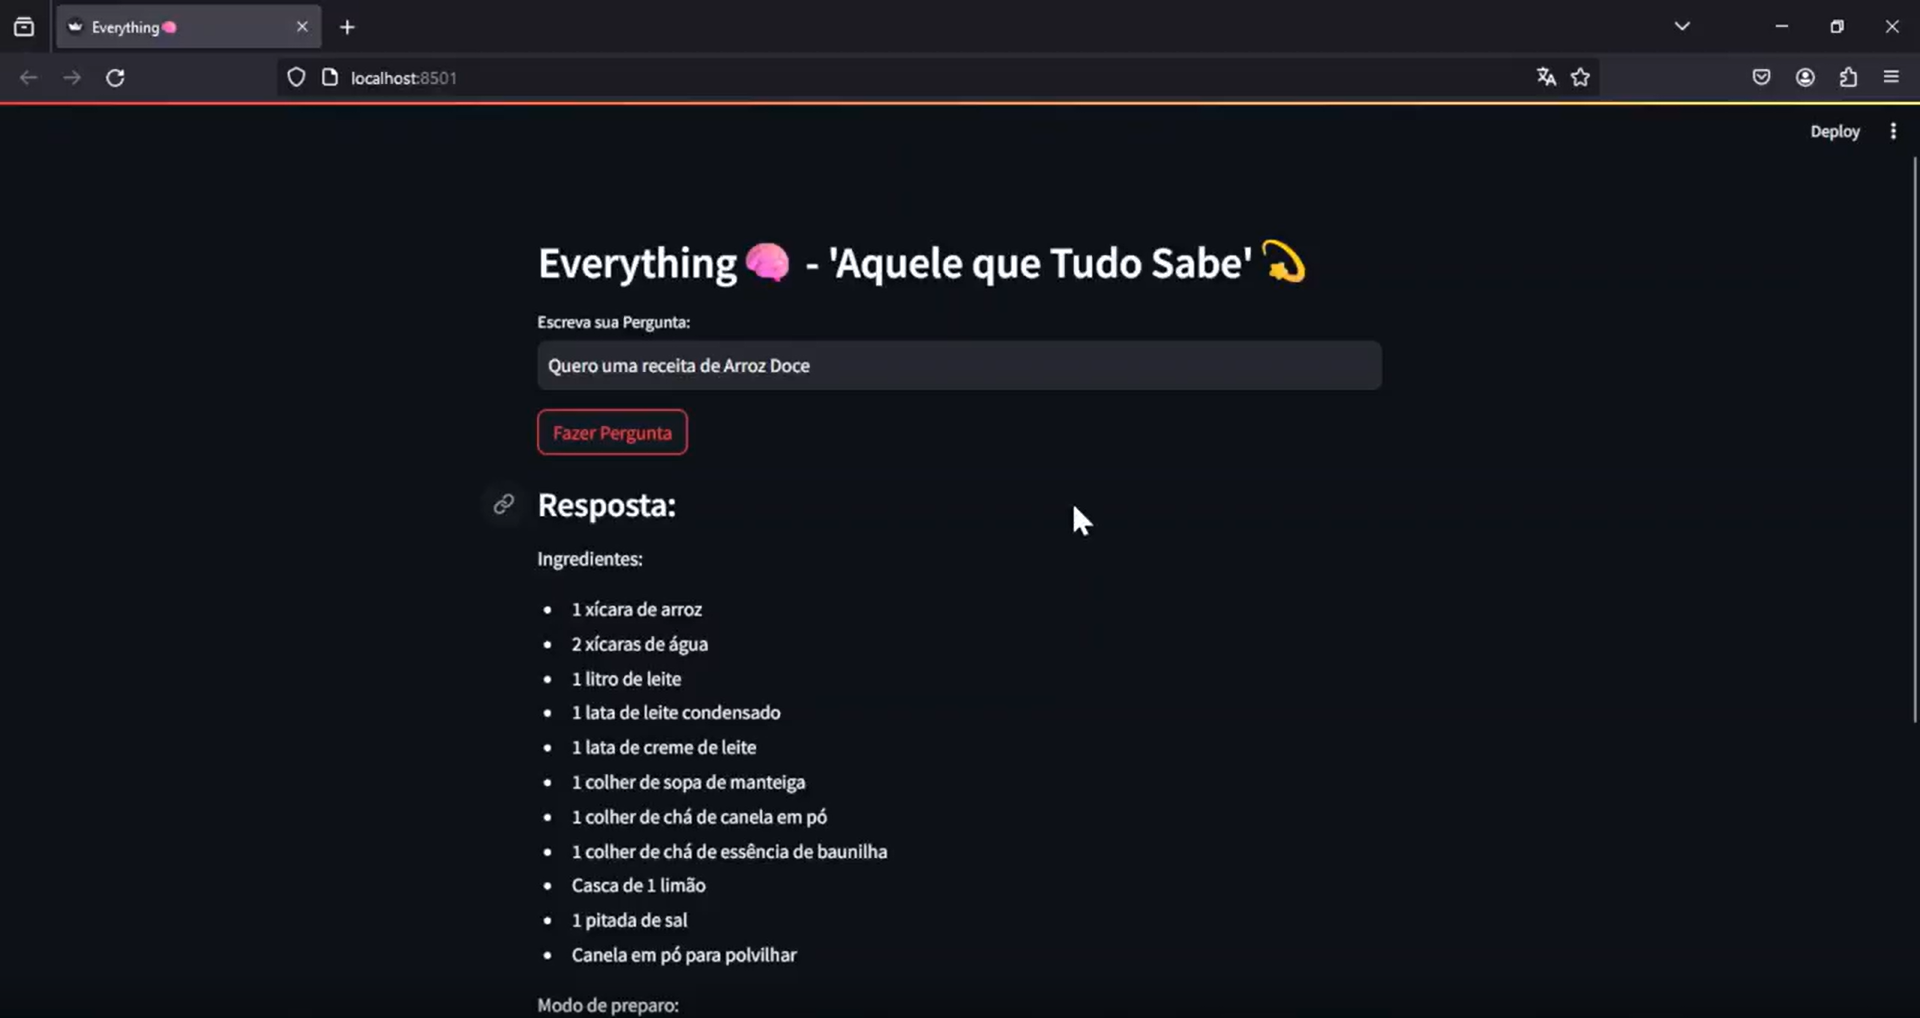 Everything🧠
localhost:8501
Deploy
Everything🧠 - 'Aquele que Tudo Sabe'💫
Escreva sua Pergunta:
Quero uma receita de Arroz Doce
Fazer Pergunta
Resposta:
Ingredientes:
• 1 xícara de arroz
• 2 xícaras de água
• 1 litro de leite
• 1 lata de leite condensado
• 1 lata de creme de leite
• 1 colher de sopa de manteiga
• 1 colher de chá de canela em pó
• 1 colher de chá de essência de baunilha
• Casca de 1 limão
• 1 pitada de sal
• Canela em pó para polvilhar
Modo de preparo: